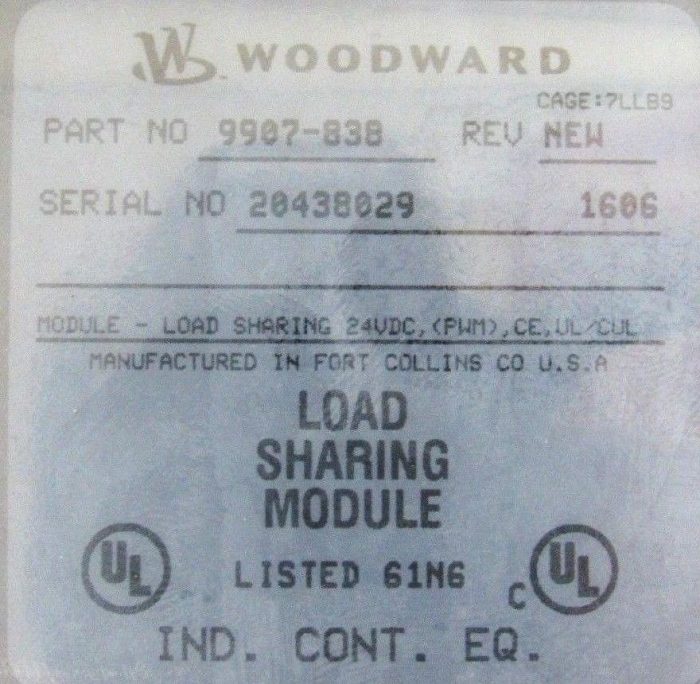 WOODWARD
CAGE:7LLB9
PART NO 9907-838 REV NEW
SERIAL NO 20438029 1606
MODULE - LOAD SHARING 24VDC,(PWM),CE,UL/CUL
MANUFACTURED IN FORT COLLINS CO U.S.A
LOAD
SHARING
MODULE
UL LISTED 61N6 C UL
IND. CONT. EQ.